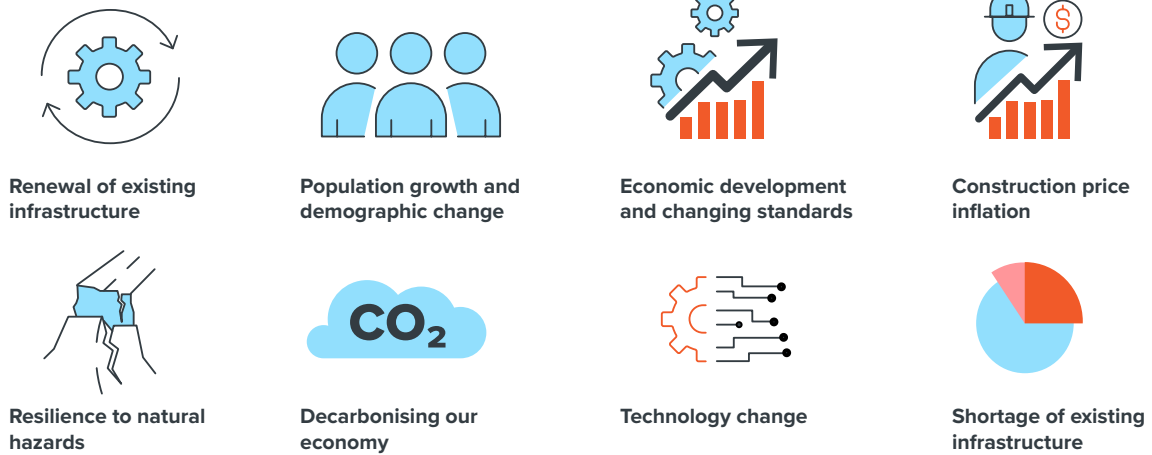 $
Renewal of existing
infrastructure
Population growth and
demographic change
Economic development
and changing standards
Construction price
inflation
CO2
Resilience to natural
hazards
Decarbonising our
economy
Technology change
Shortage of existing
infrastructure